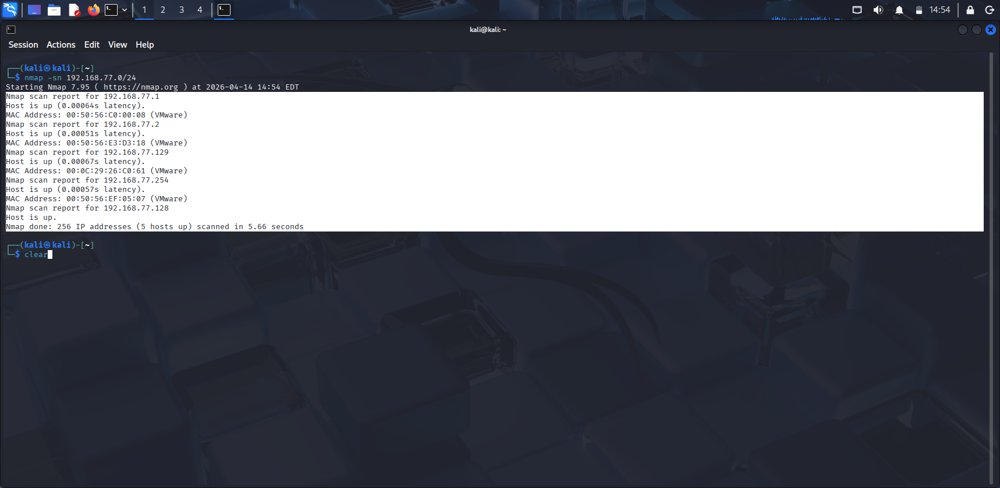 1 2 3 4 14:54
kali@kali: ~
Session Actions Edit View Help
┌──(kali㉿kali)-[~]
└─$ nmap -sn 192.168.77.0/24
Starting Nmap 7.95 ( https://nmap.org ) at 2026-04-14 14:54 EDT
Nmap scan report for 192.168.77.1
Host is up (0.00064s latency).
MAC Address: 00:50:56:C0:00:08 (VMware)
Nmap scan report for 192.168.77.2
Host is up (0.00051s latency).
MAC Address: 00:50:56:E3:D3:18 (VMware)
Nmap scan report for 192.168.77.129
Host is up (0.00067s latency).
MAC Address: 00:0C:29:26:C0:61 (VMware)
Nmap scan report for 192.168.77.254
Host is up (0.00057s latency).
MAC Address: 00:50:56:EF:05:07 (VMware)
Nmap scan report for 192.168.77.128
Host is up.
Nmap done: 256 IP addresses (5 hosts up) scanned in 5.66 seconds
┌──(kali㉿kali)-[~]
└─$ clear